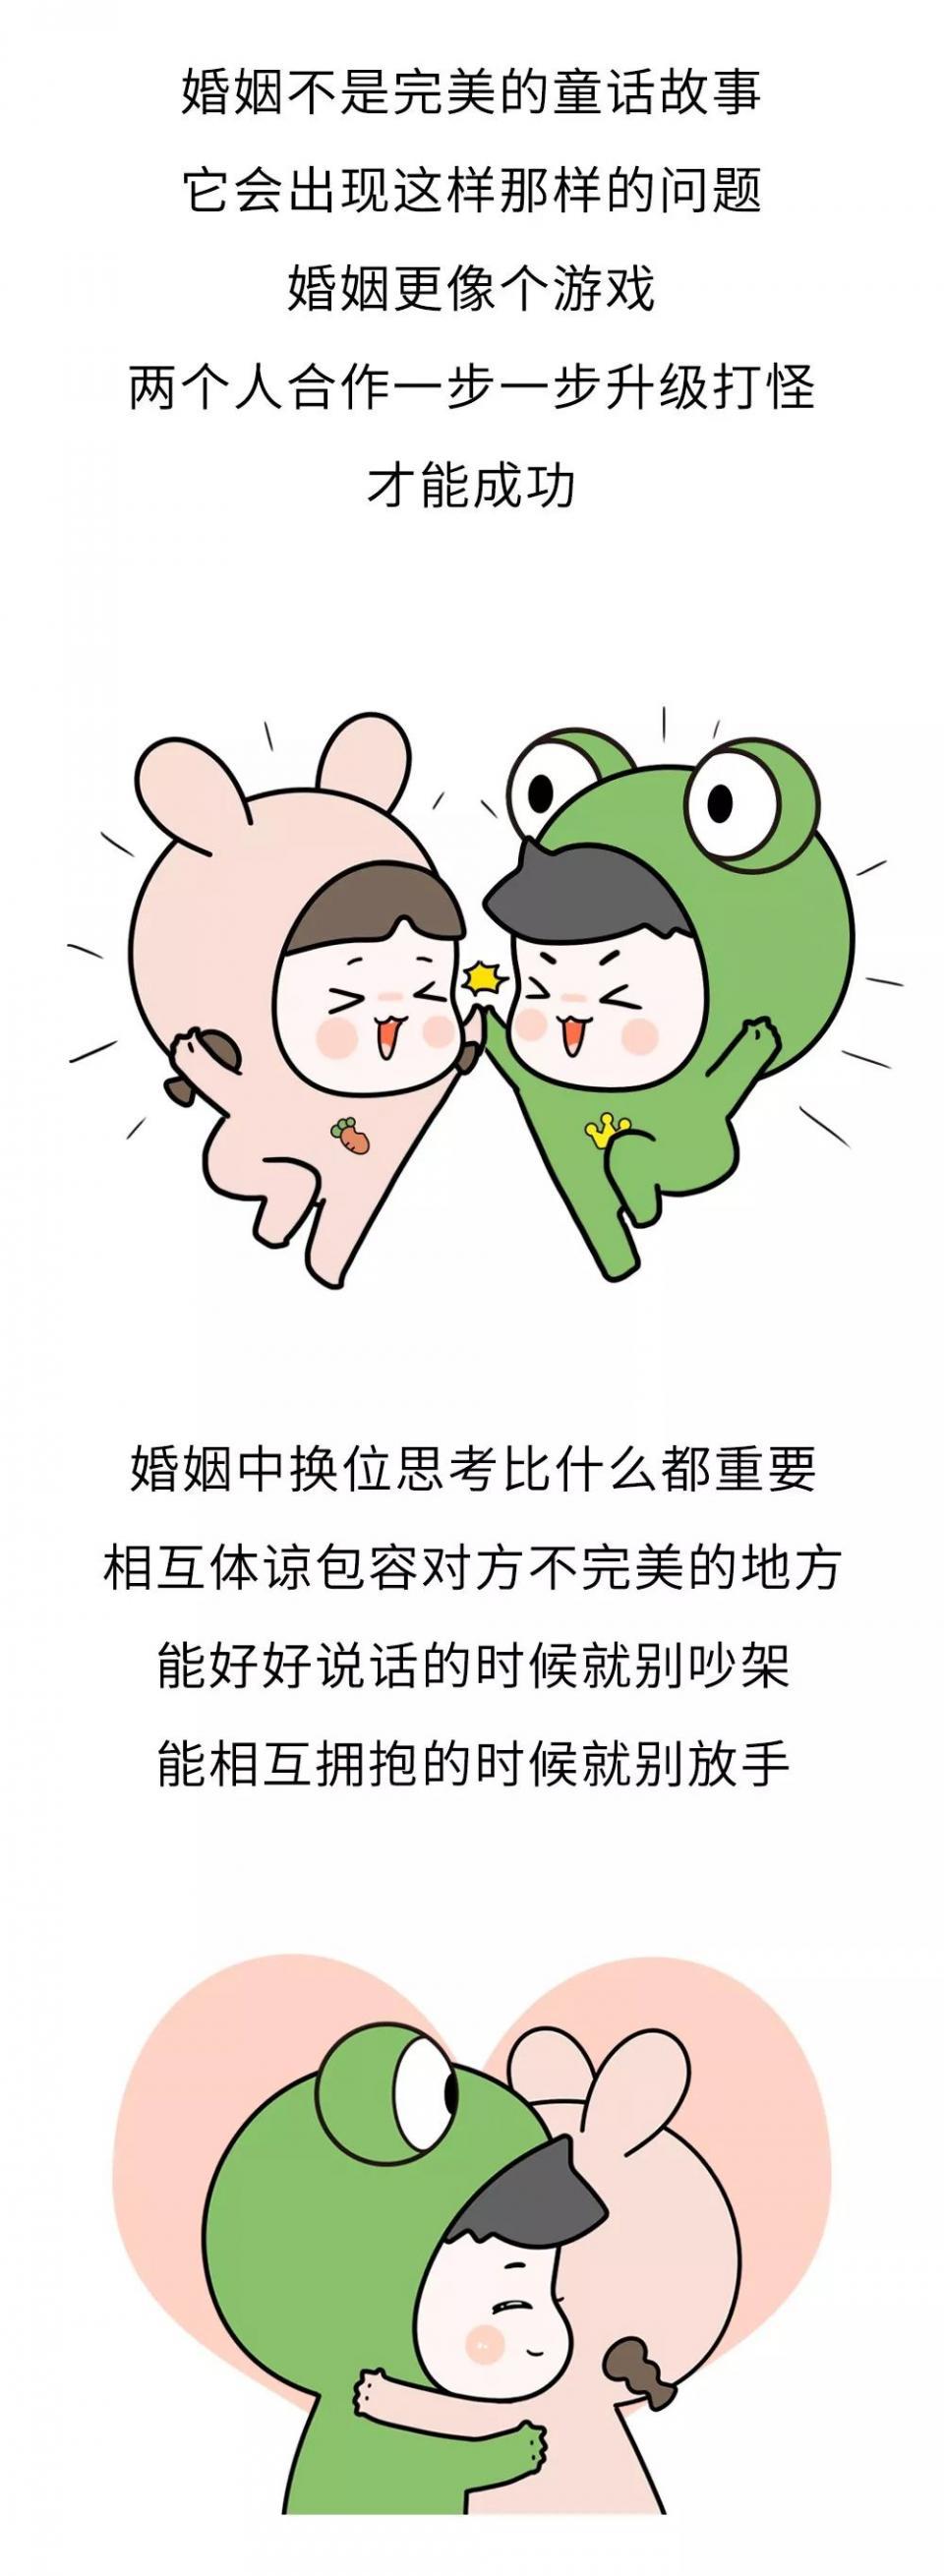 婚姻不是完美的童话故事
它会出现这样那样的问题
婚姻更像个游戏
两个人合作一步一步升级打怪
才能成功
婚姻中换位思考比什么都重要
相互体谅包容对方不完美的地方
能好好说话的时候就别吵架
能相互拥抱的时候就别放手